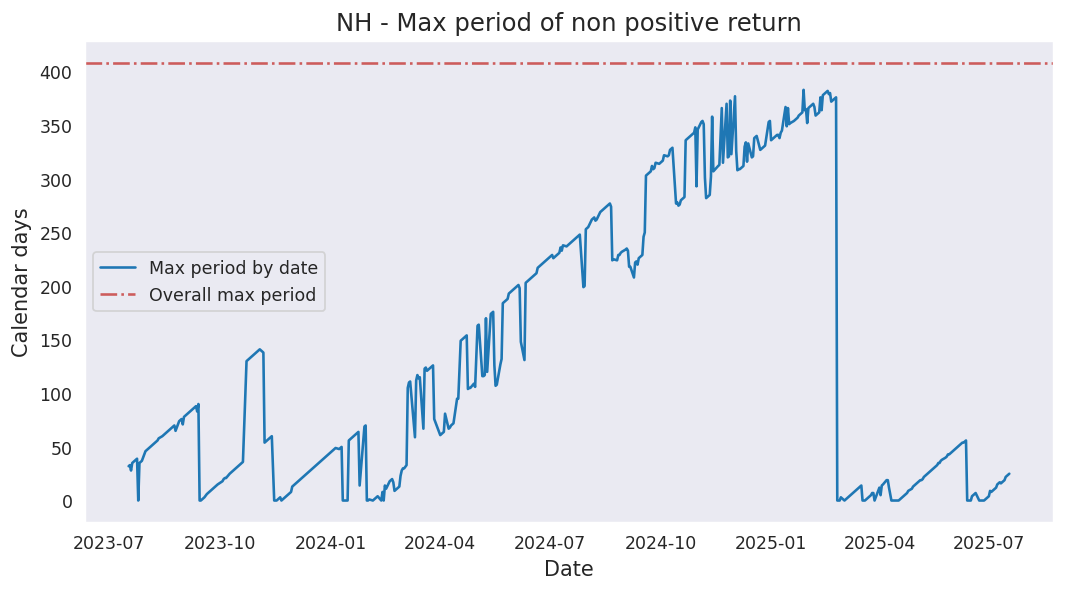 NH - Max period of non positive return
Calendar days
400
350
300
250
200
150
100
50
0
Max period by date
Overall max period
2023-07 2023-10 2024-01 2024-04 2024-07 2024-10 2025-01 2025-04 2025-07
Date